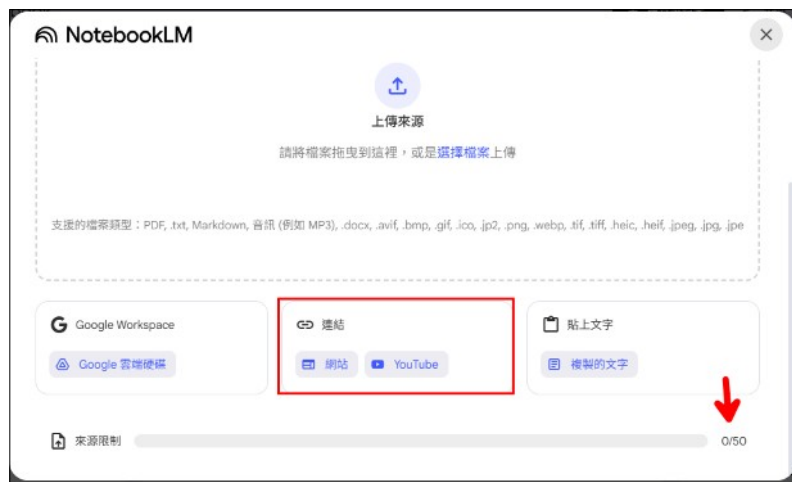 NotebookLM
上傳來源
請將檔案拖曳到這裡，或是選擇檔案上傳
支援的檔案類型：PDF, .txt, Markdown, 音訊 (例如 MP3), .docx, .avif, .bmp, .gif, .ico, .jp2, .png, .webp, .tif, .tiff, .heic, .heif, .jpeg, .jpg, .jpe
Google Workspace
Google 雲端硬碟
連結
網站 YouTube
貼上文字
複製的文字
來源限制 0/50